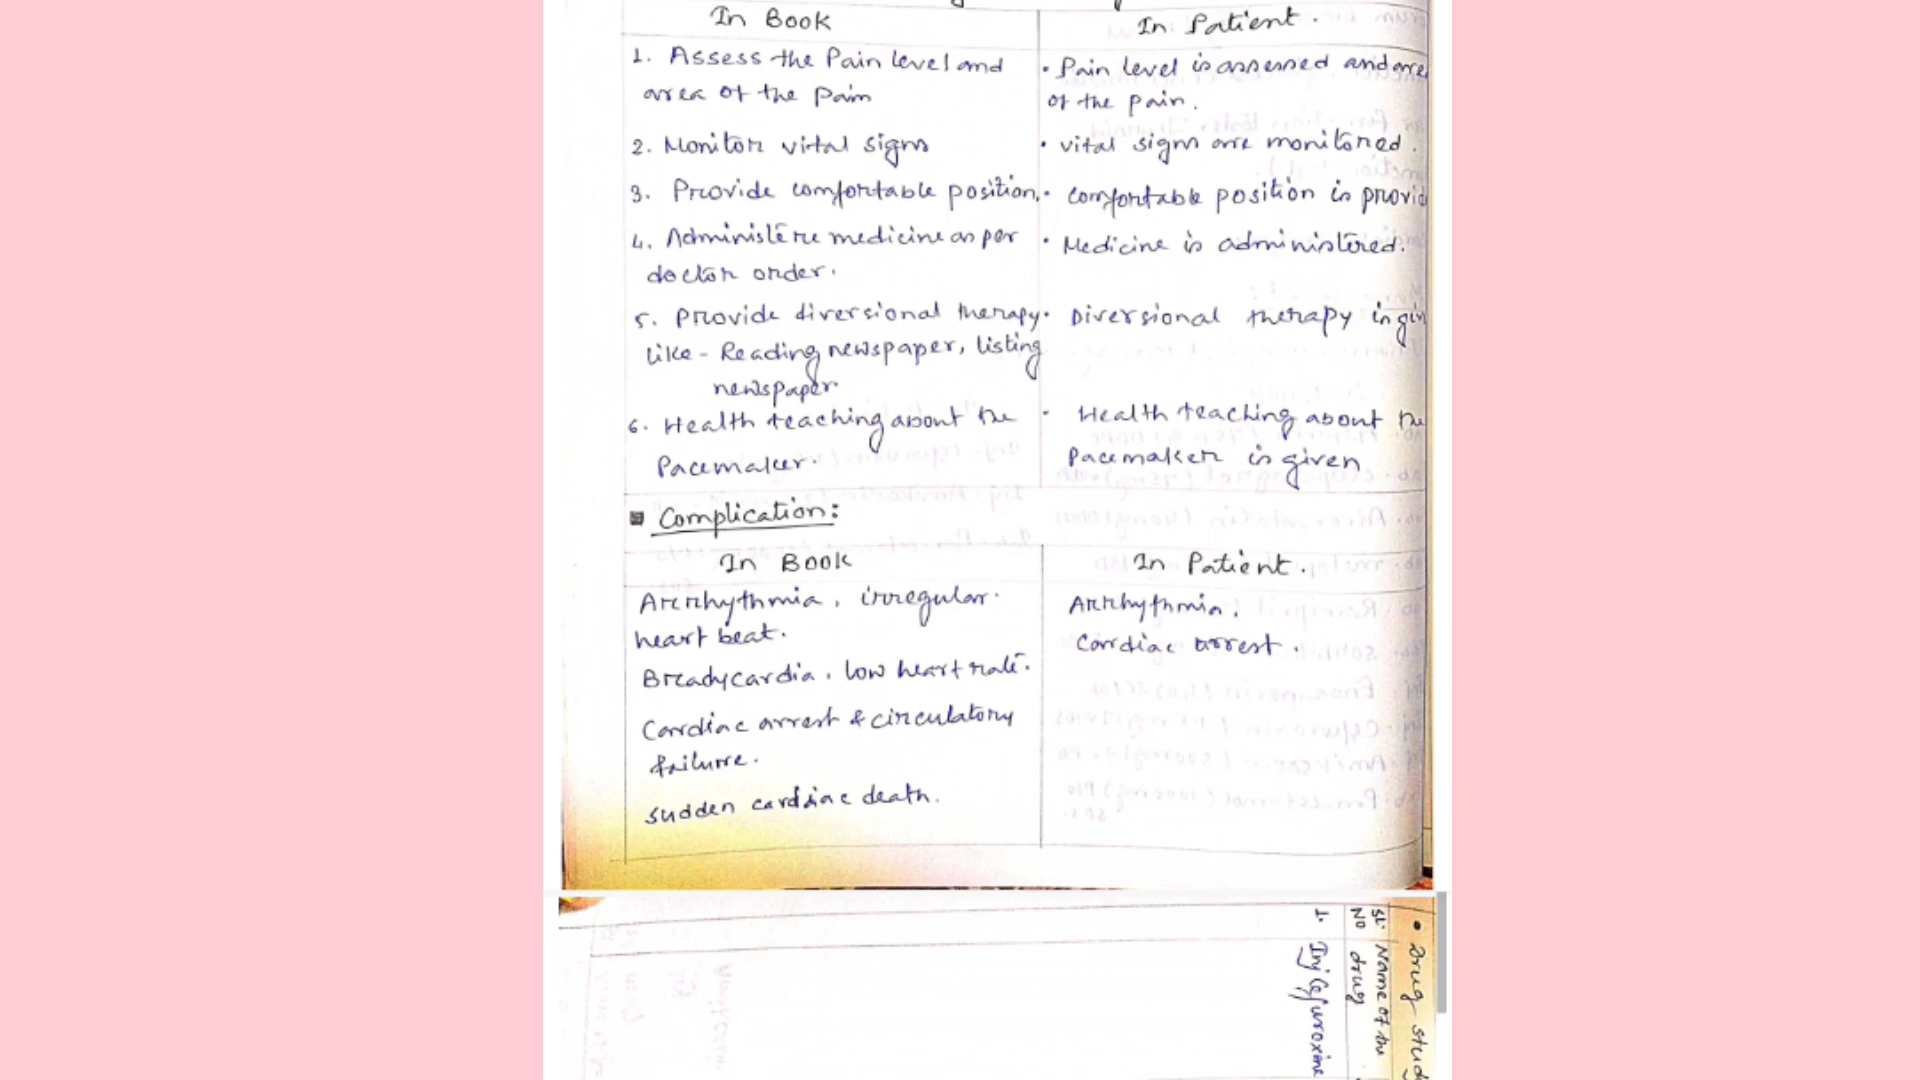 In Book
In Patient.
1. Assess the Pain level and
area of the Pain
• Pain level is assessed and are
of the pain.
2. Monitor vital signs
• vital signs are monitored.
3. Provide comfortable position.
• comfortable position is provid
4. Administere medicine as per
doctor order.
• Medicine is administered.
5. Provide diversional therapy
like - Reading newspaper, listing
newspaper.
• Diversional therapy is giv
6. Health teaching about the
Pacemaker.
• Health teaching about the
pacemaker is given
Complication:
In Book
In Patient.
Arrhythmia, irregular
heart beat.
Bradycardia, low heart rate.
Cardiac arrest & circulatory
failure.
sudden cardiac death.
Arrhythmia,
Cardiac arrest.
• Drug stud
SL. No
Name of the drug
1. Inj Cefuroxime